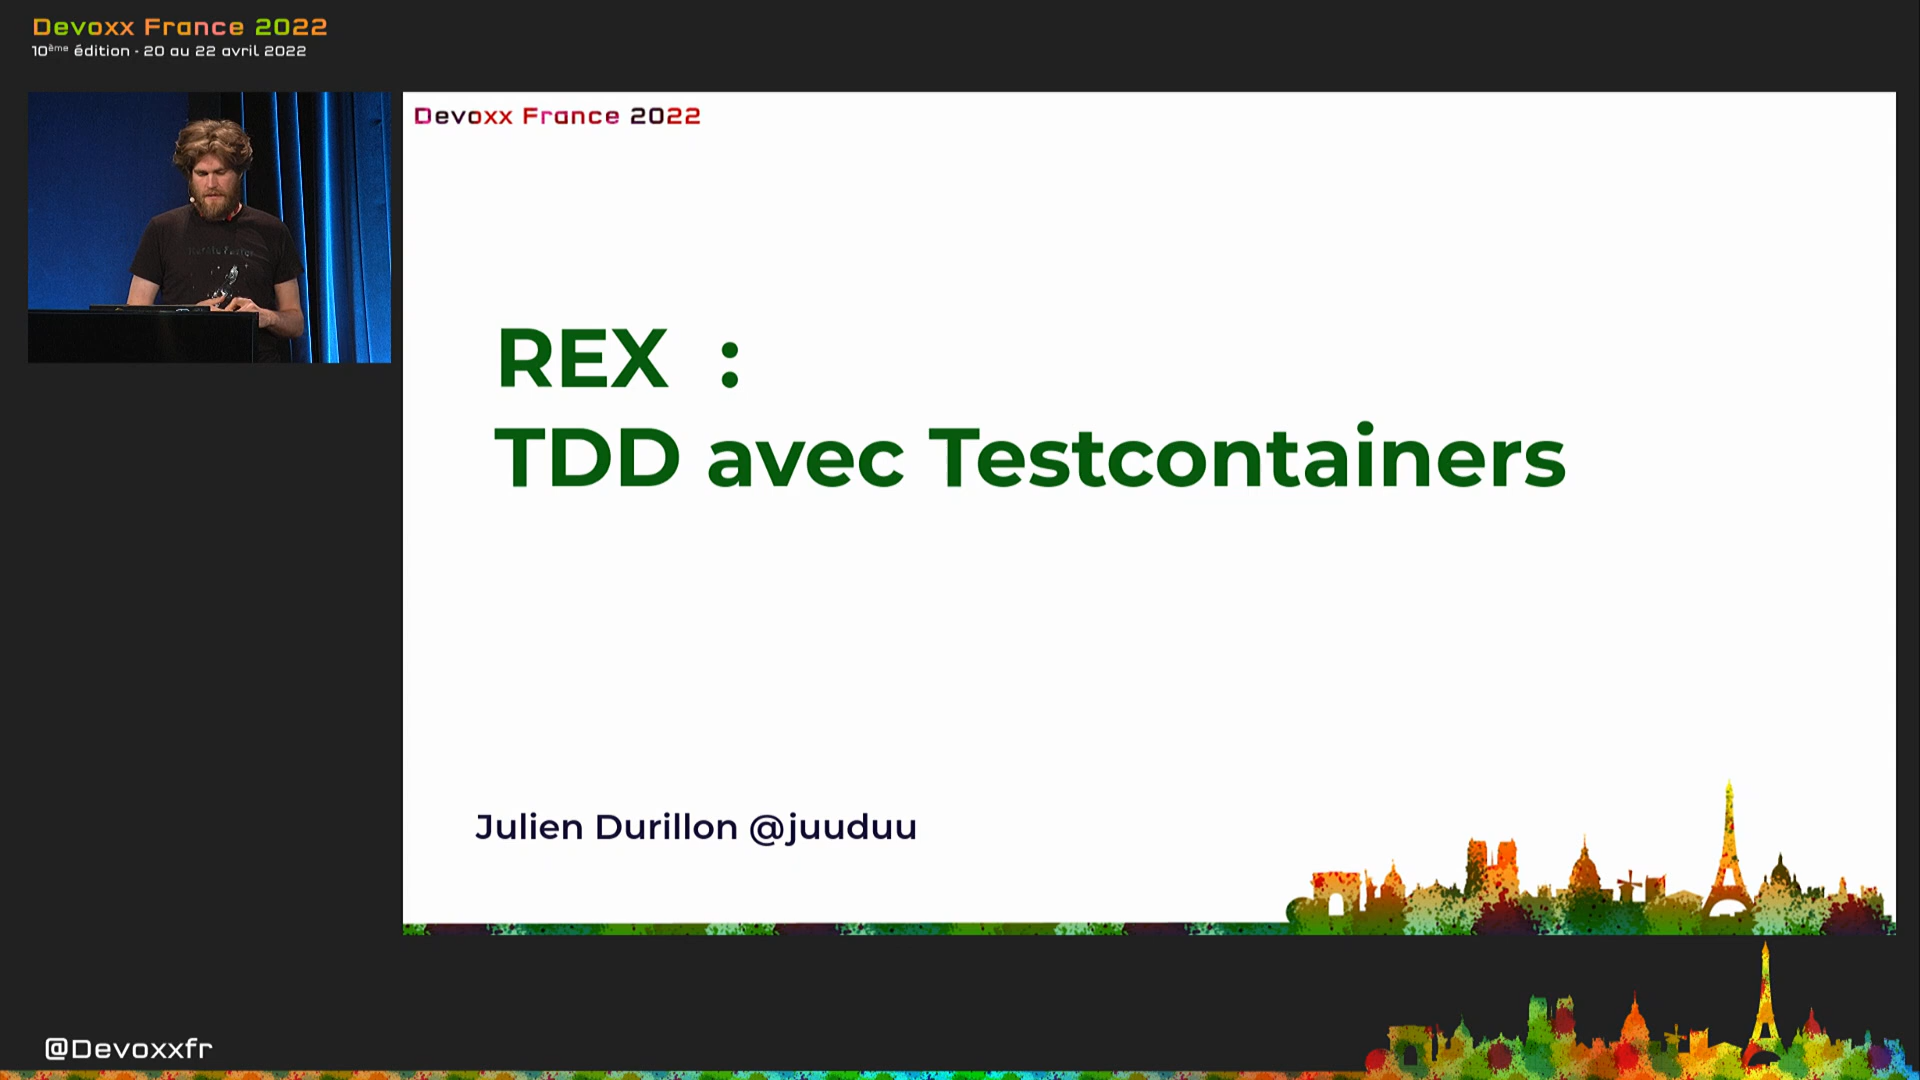 Devoxx France 2022
10ème édition - 20 au 22 avril 2022
Devoxx France 2022
REX :
TDD avec Testcontainers
Julien Durillon @juuduu
@Devoxxfr